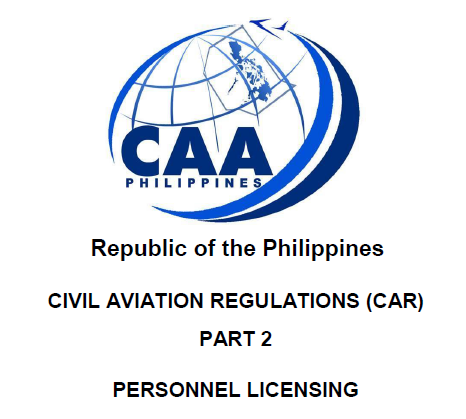 CAA
PHILIPPINES
Republic of the Philippines
CIVIL AVIATION REGULATIONS (CAR)
PART 2
PERSONNEL LICENSING